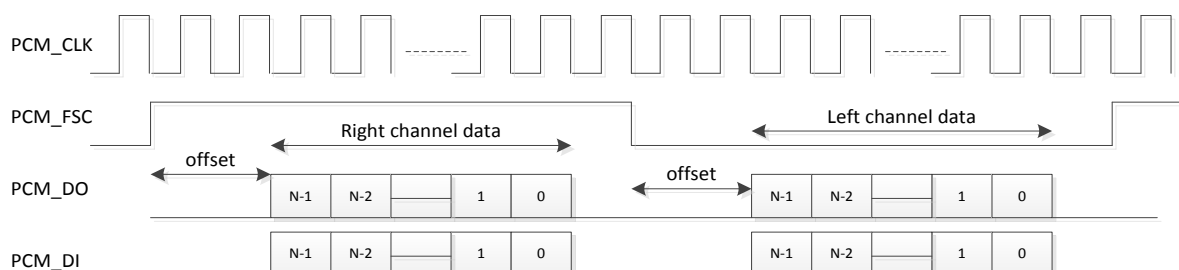 PCM_CLK
PCM_FSC
Right channel data
Left channel data
offset
offset
PCM_DO
N-1 N-2 1 0
N-1 N-2 1 0
PCM_DI
N-1 N-2 1 0
N-1 N-2 1 0